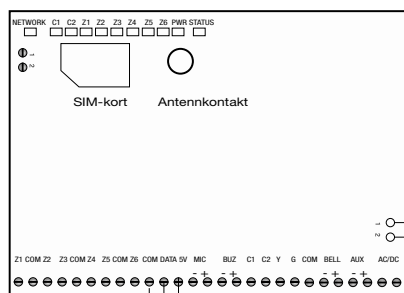 NETWORK C1 C2 Z1 Z2 Z3 Z4 Z5 Z6 PWR STATUS
1
2
SIM-kort Antennkontakt
1
2
Z1 COM Z2 Z3 COM Z4 Z5 COM Z6 COM DATA 5V MIC BUZ C1 C2 Y G COM BELL AUX AC/DC
- + - + - + - +